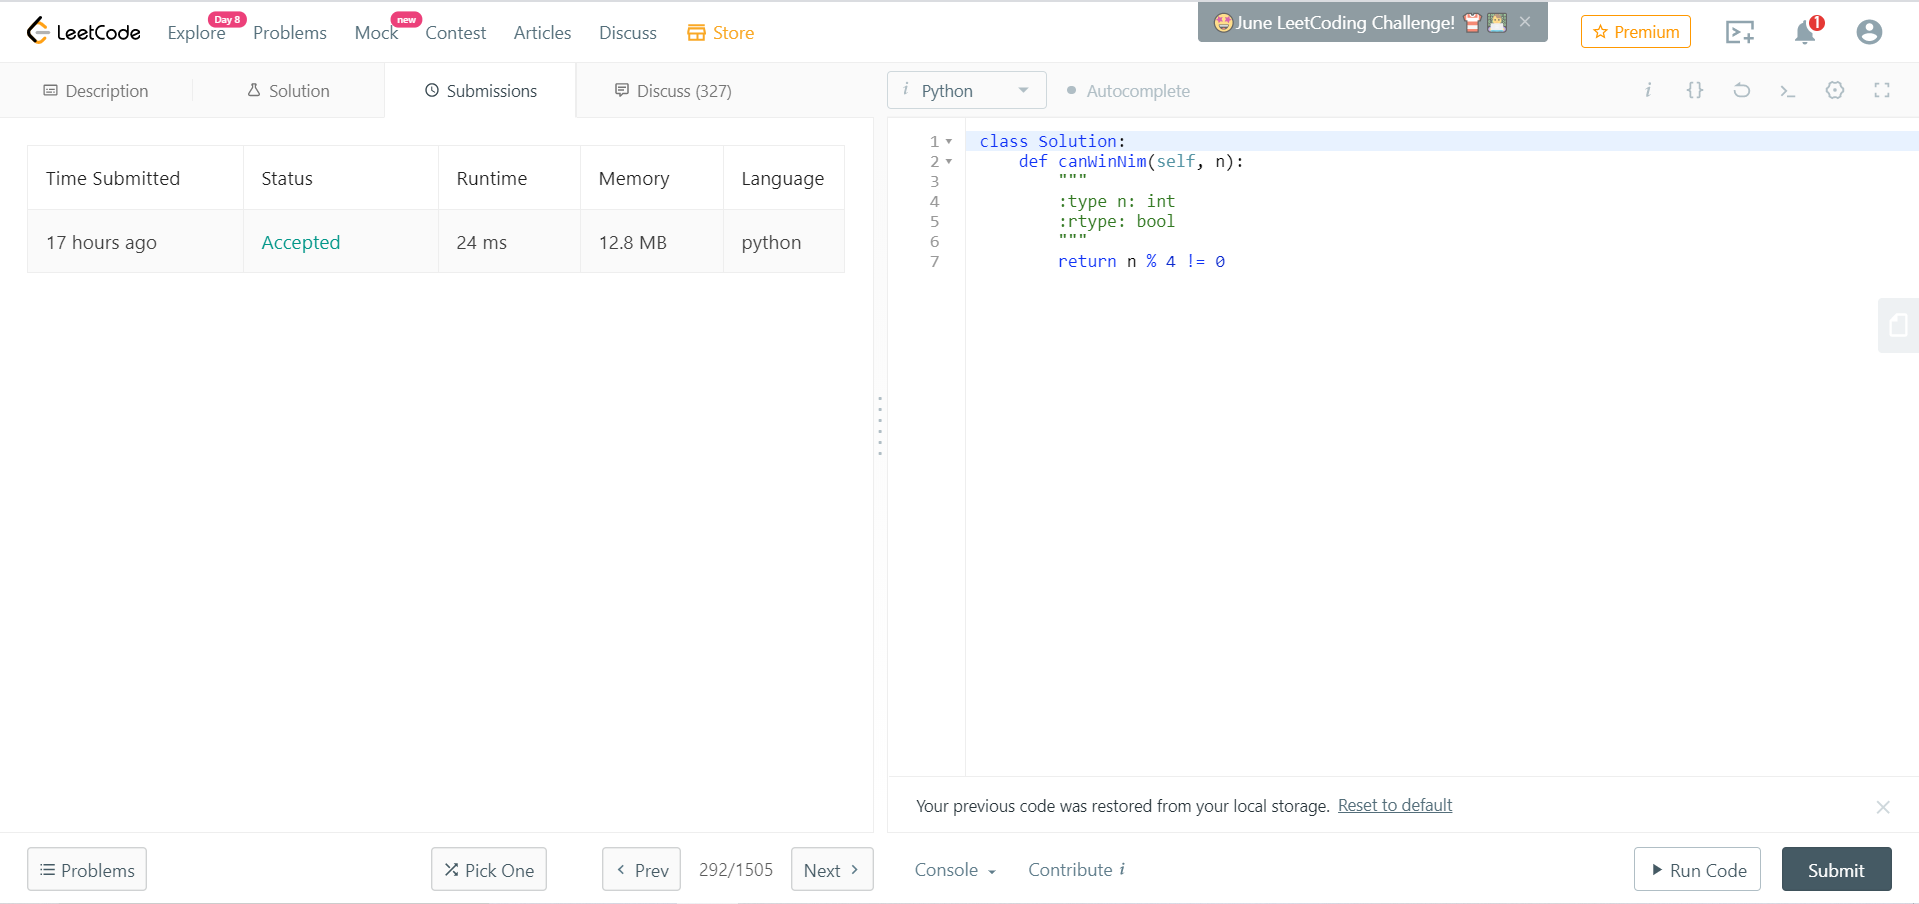 LeetCode
Explore Day 8 Problems Mock new Contest Articles Discuss Store
June LeetCoding Challenge!
Premium
1
Description Solution Submissions Discuss (327)
Time Submitted Status Runtime Memory Language
17 hours ago Accepted 24 ms 12.8 MB python
i Python Autocomplete
i {}
1 class Solution:
2 def canWinNim(self, n):
3 """
4 :type n: int
5 :rtype: bool
6 """
7 return n % 4 != 0
Your previous code was restored from your local storage. Reset to default
Problems Pick One Prev 292/1505 Next
Console Contribute i Run Code Submit